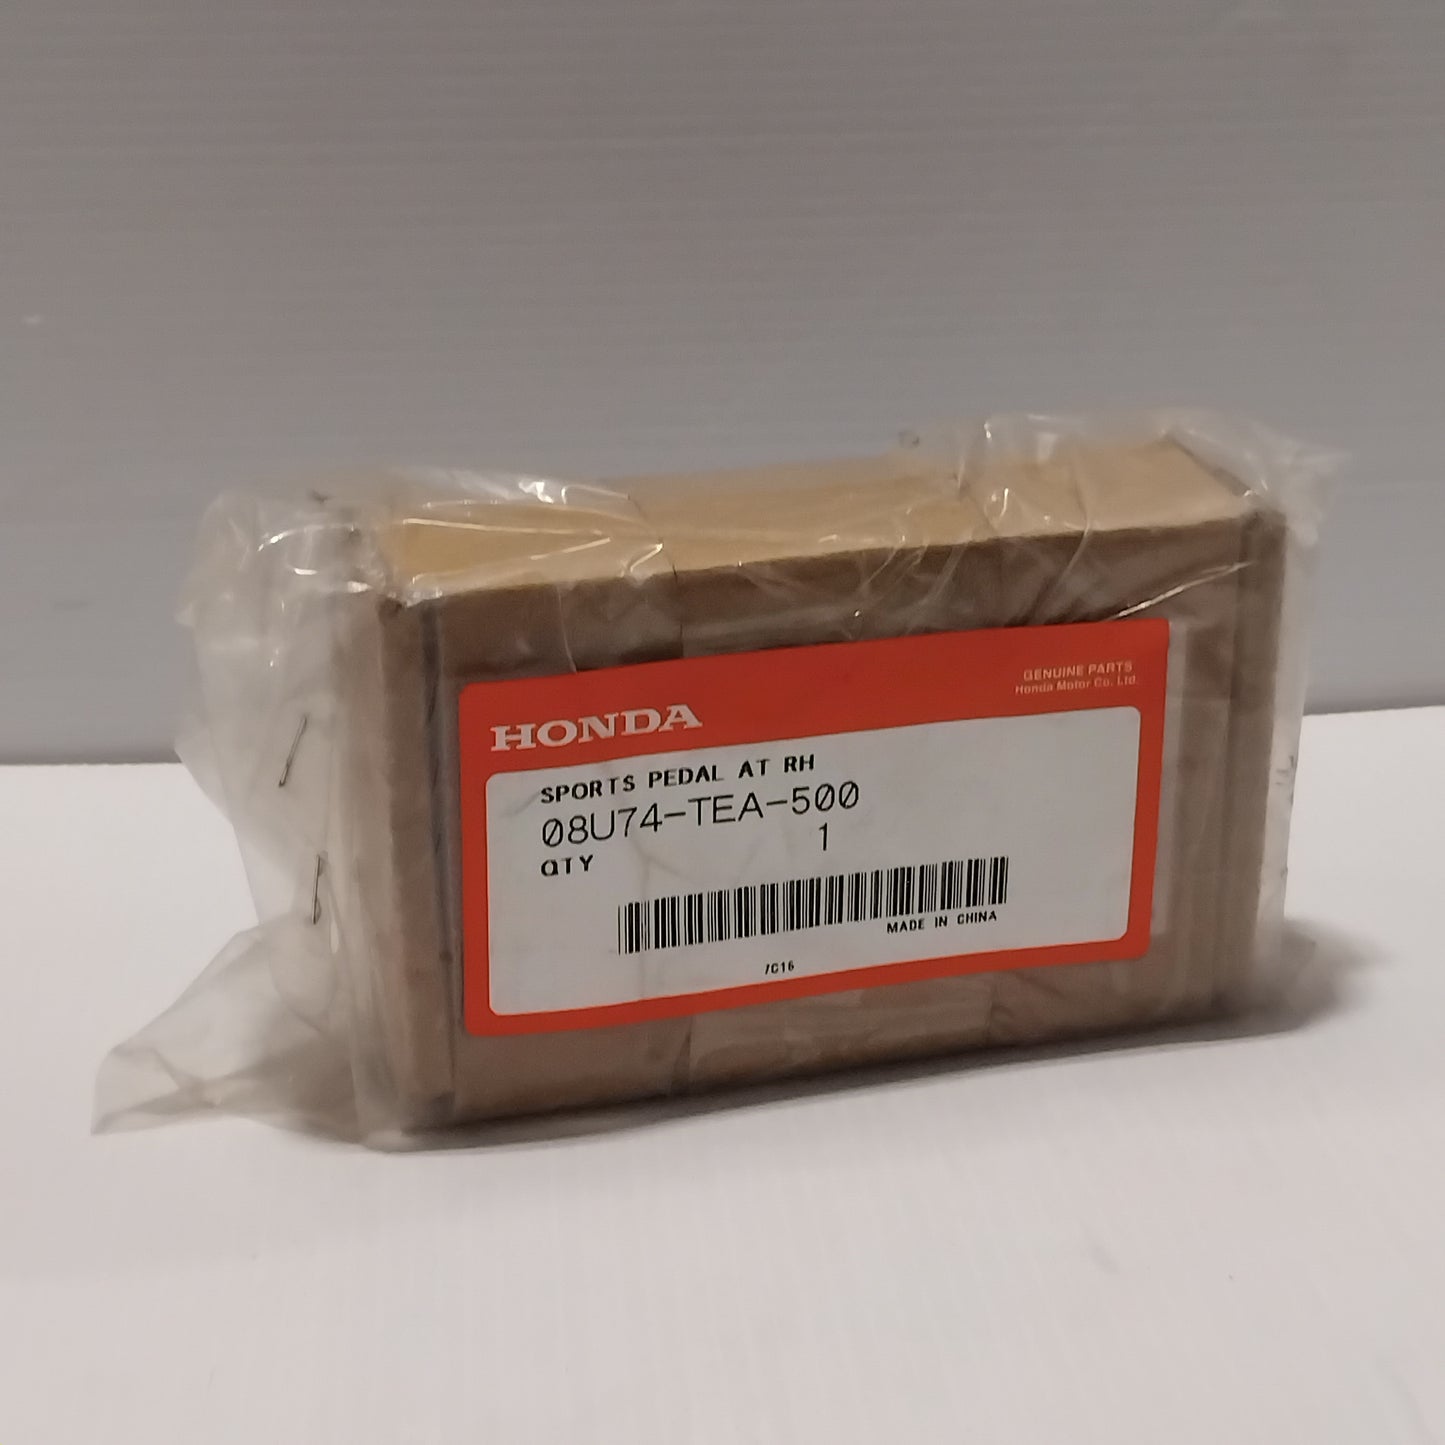 HONDA
GENUINE PARTS
Honda Motor Co. Ltd.
SPORTS PEDAL AT RH
08U74-TEA-500
QTY 1
MADE IN CHINA
7C16